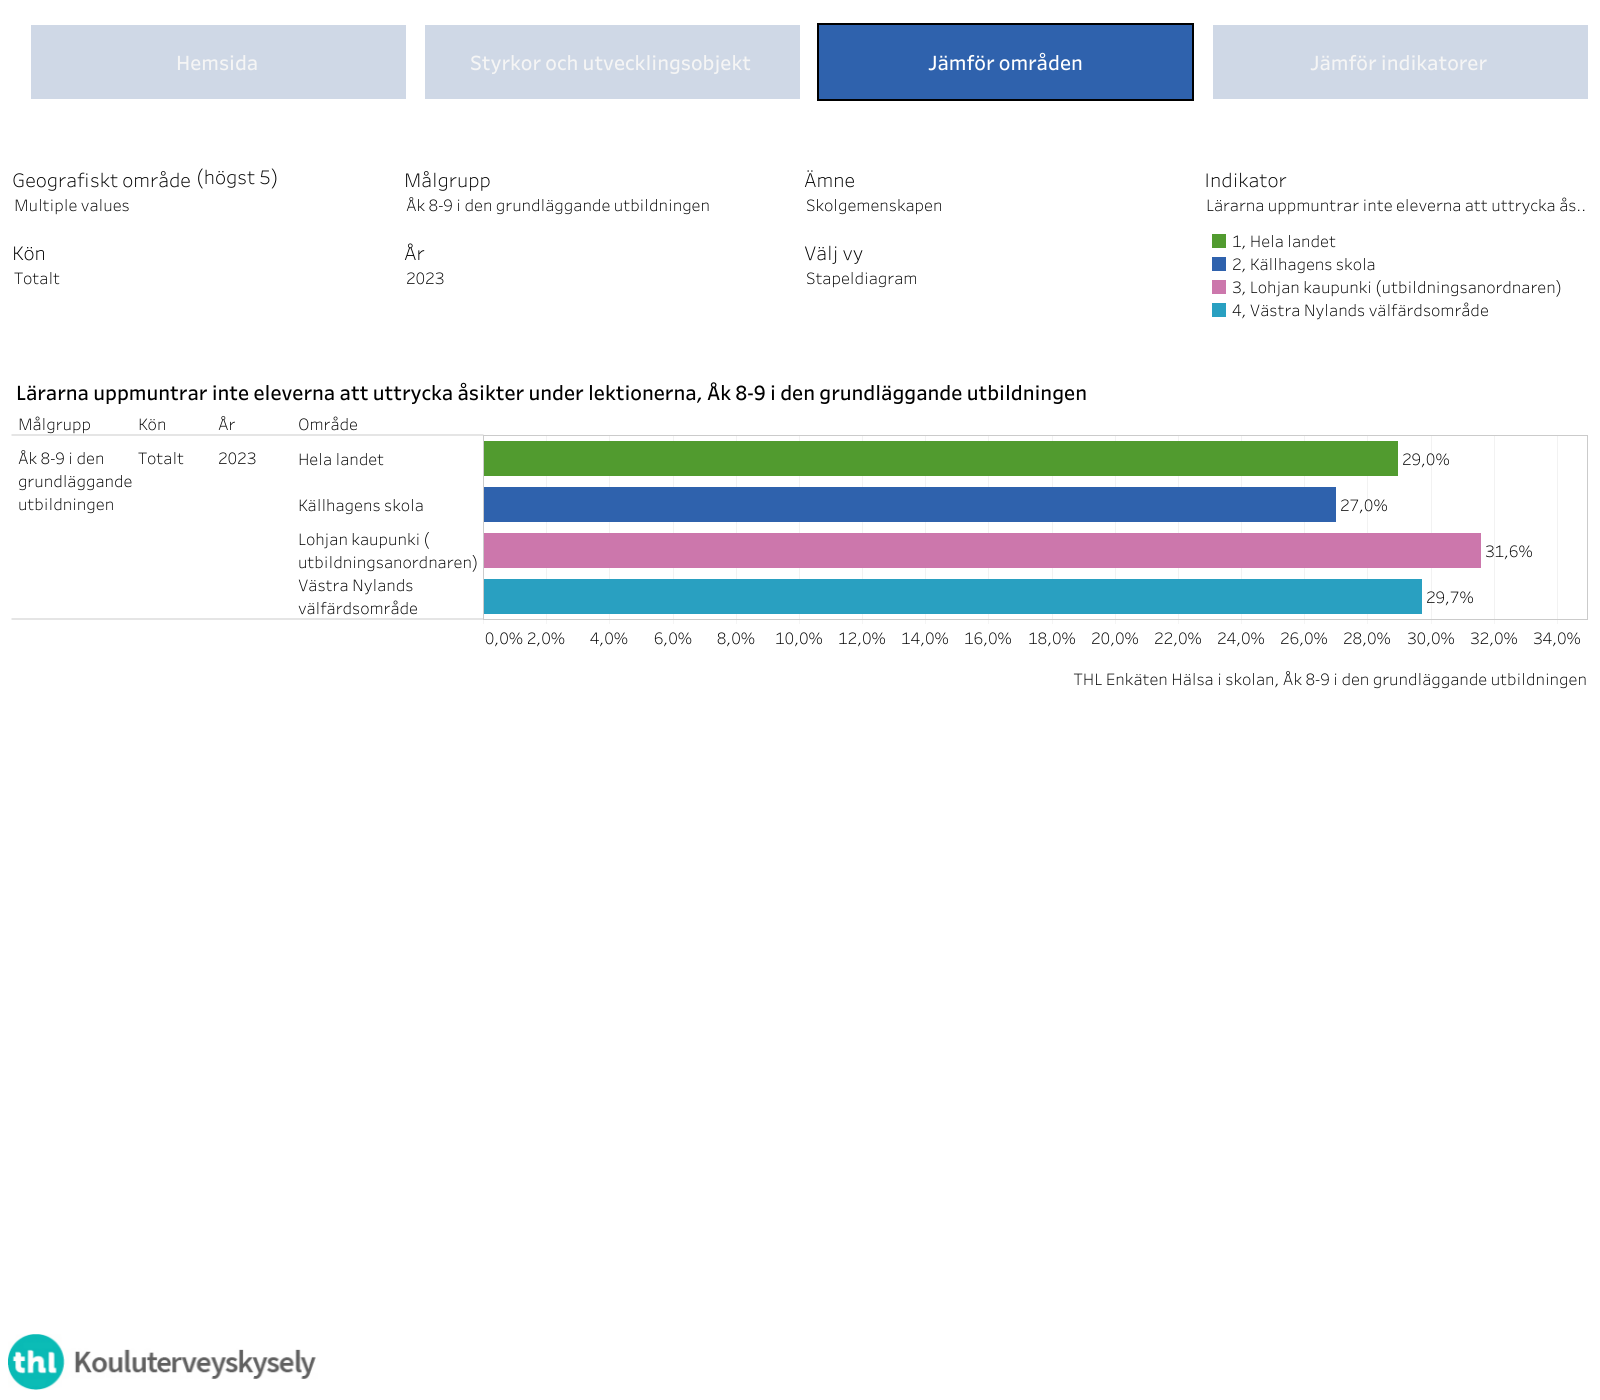 Hemsida
Styrkor och utvecklingsobjekt
Jämför områden
Jämför indikatorer
Geografiskt område (högst 5)
Multiple values
Målgrupp
Åk 8-9 i den grundläggande utbildningen
Ämne
Skolgemenskapen
Indikator
Lärarna uppmuntrar inte eleverna att uttrycka ås..
Kön
Totalt
År
2023
Välj vy
Stapeldiagram
1, Hela landet
2, Källhagens skola
3, Lohjan kaupunki (utbildningsanordnaren)
4, Västra Nylands välfärdsområde
Lärarna uppmuntrar inte eleverna att uttrycka åsikter under lektionerna, Åk 8-9 i den grundläggande utbildningen
Målgrupp Kön År Område
Åk 8-9 i den
grundläggande
utbildningen
Totalt
2023
Hela landet
29,0%
Källhagens skola
27,0%
Lohjan kaupunki (
utbildningsanordnaren)
31,6%
Västra Nylands
välfärdsområde
29,7%
0,0% 2,0% 4,0% 6,0% 8,0% 10,0% 12,0% 14,0% 16,0% 18,0% 20,0% 22,0% 24,0% 26,0% 28,0% 30,0% 32,0% 34,0%
THL Enkäten Hälsa i skolan, Åk 8-9 i den grundläggande utbildningen
thl Kouluterveyskysely